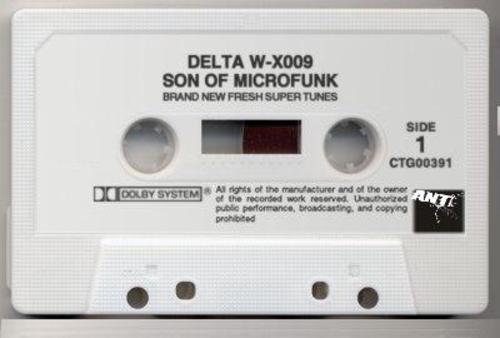 DELTA W-X009
SON OF MICROFUNK
BRAND NEW FRESH SUPER TUNES
SIDE
1
CTG00391
DOLBY SYSTEM ®
All rights of the manufacturer and of the owner
of the recorded work reserved. Unauthorized
public performance, broadcasting, and copying
prohibited
ANTI